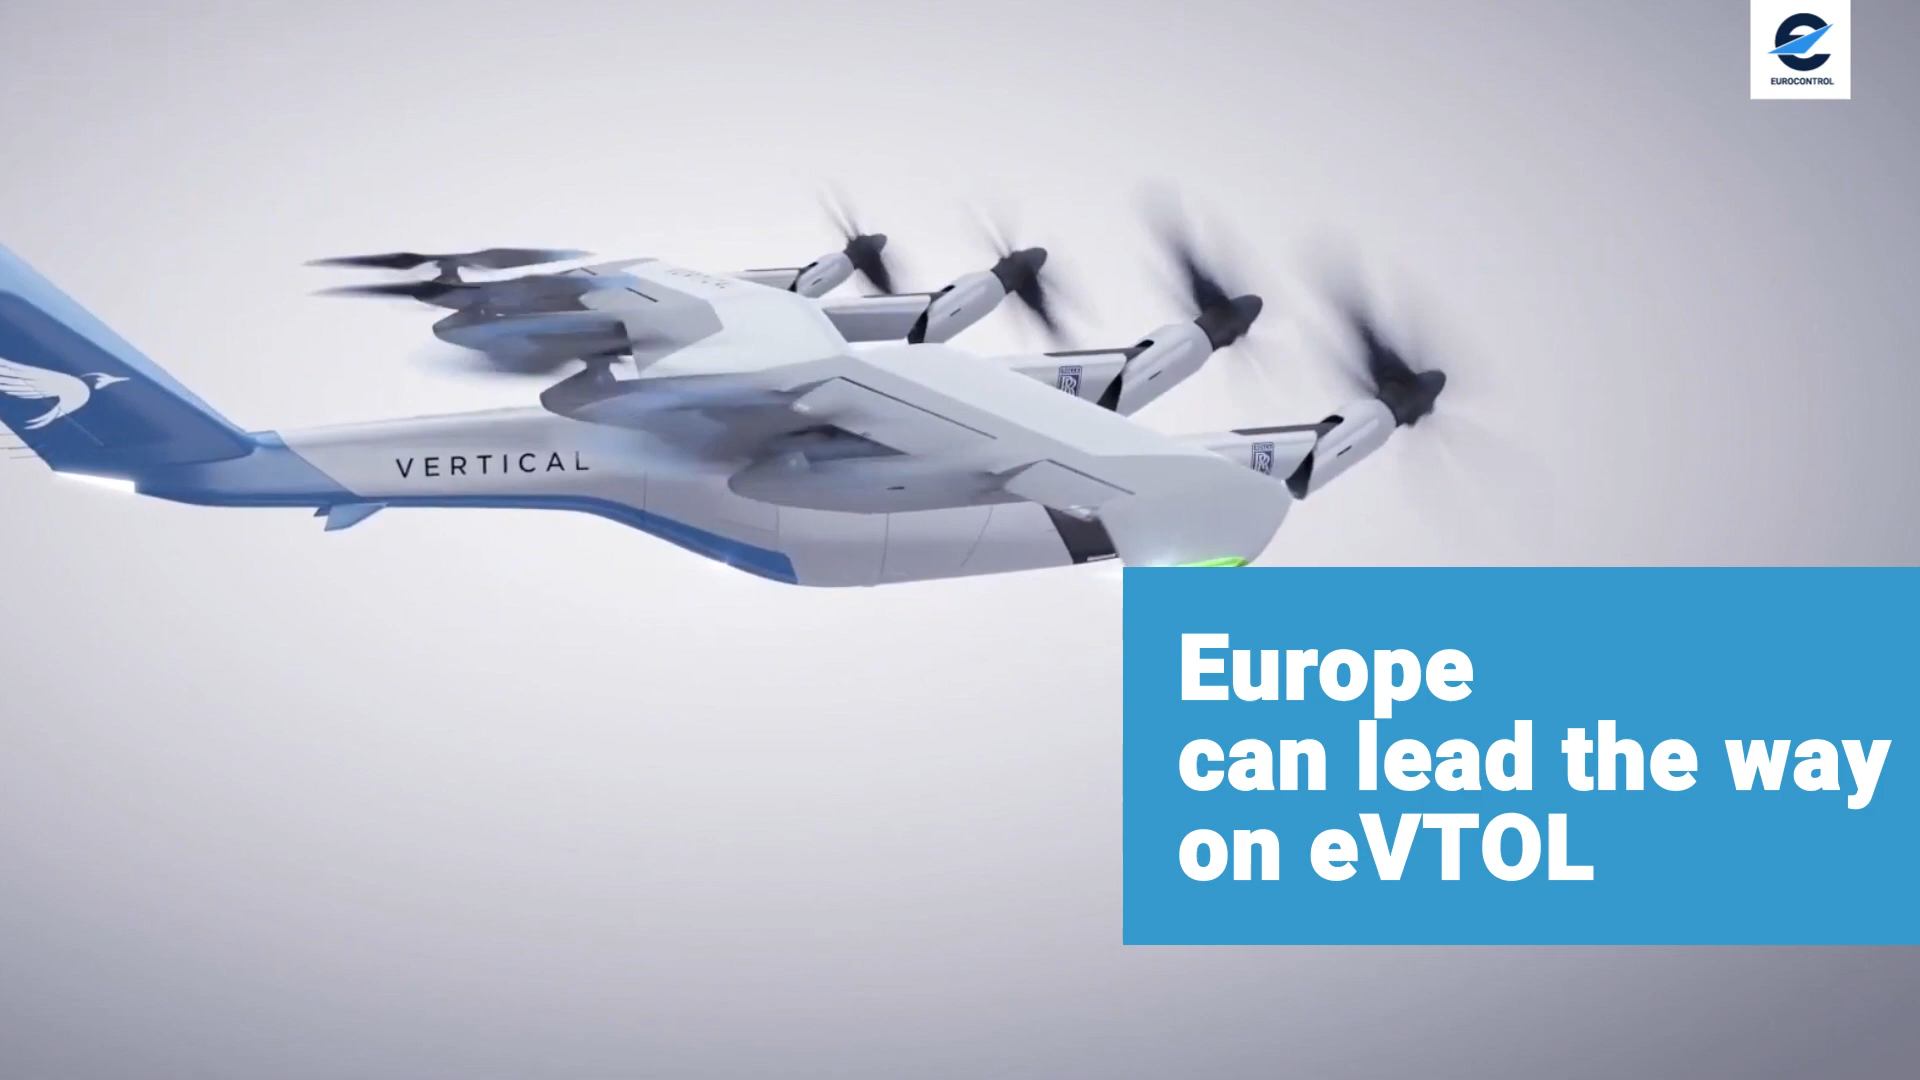 EUROCONTROL
VERTICAL
Europe
can lead the way
on eVTOL